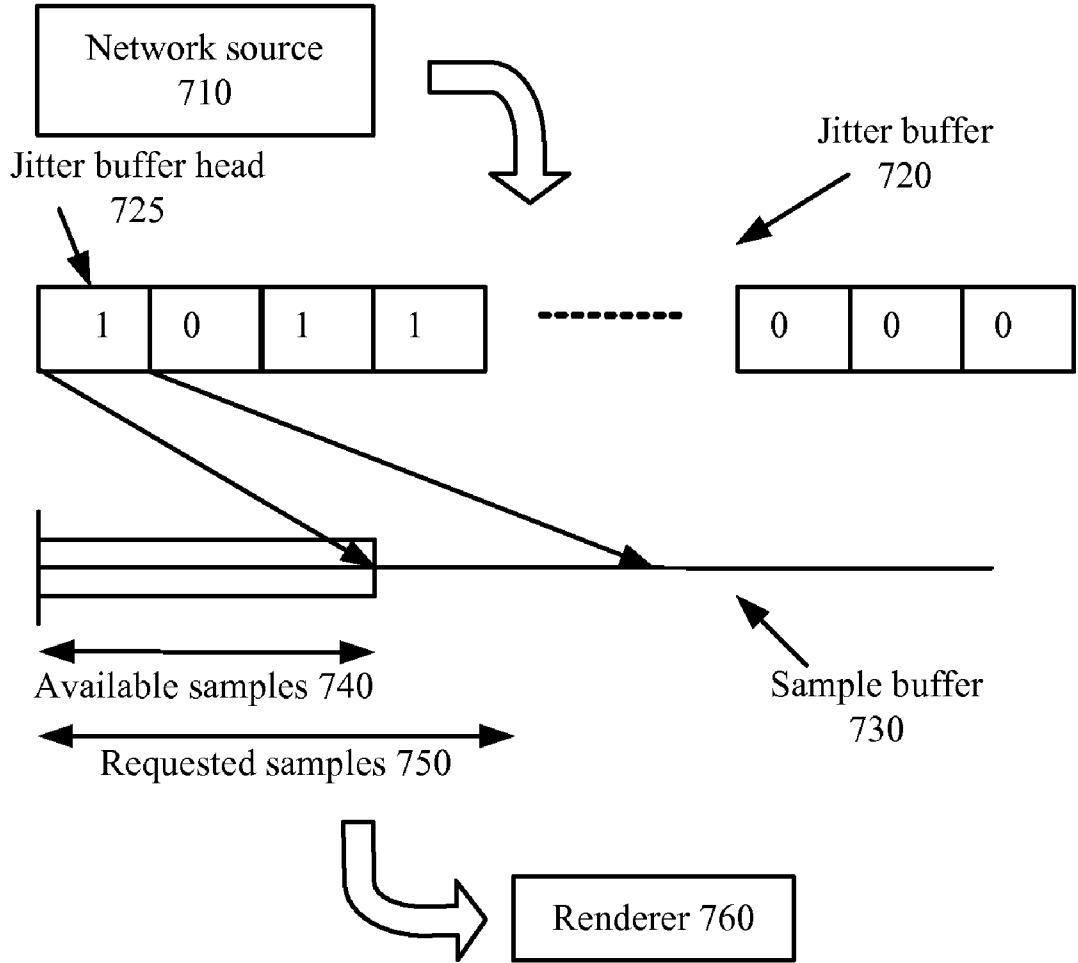 Network source
710
Jitter buffer head
725
Jitter buffer
720
1 0 1 1 0 0 0
Available samples 740
Requested samples 750
Sample buffer
730
Renderer 760